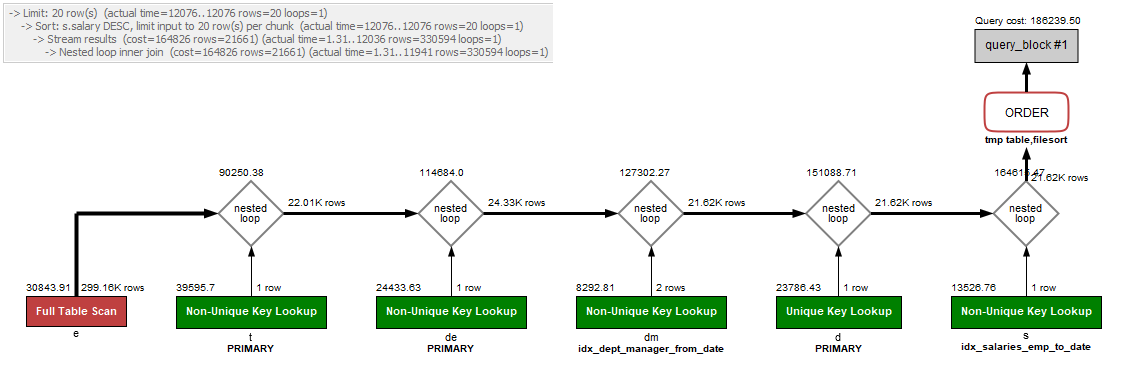 -> Limit: 20 row(s)  (actual time=12076..12076 rows=20 loops=1)
-> Sort: s.salary DESC, limit input to 20 row(s) per chunk  (actual time=12076..12076 rows=20 loops=1)
-> Stream results  (cost=164826 rows=21661) (actual time=1.31..12036 rows=330594 loops=1)
-> Nested loop inner join  (cost=164826 rows=21661) (actual time=1.31..11941 rows=330594 loops=1)
Query cost: 186239.50
query_block #1
ORDER
tmp table,filesort
90250.38
114684.0
127302.27
151088.71
164615.47
21.62K rows
nested loop
22.01K rows
nested loop
24.33K rows
nested loop
21.62K rows
nested loop
21.62K rows
nested loop
30843.91 299.16K rows
39595.7 1 row
24433.63 1 row
8292.81 2 rows
23786.43 1 row
13526.76 1 row
Full Table Scan
Non-Unique Key Lookup
Non-Unique Key Lookup
Non-Unique Key Lookup
Unique Key Lookup
Non-Unique Key Lookup
e
t
de
dm
d
s
PRIMARY
PRIMARY
idx_dept_manager_from_date
PRIMARY
idx_salaries_emp_to_date